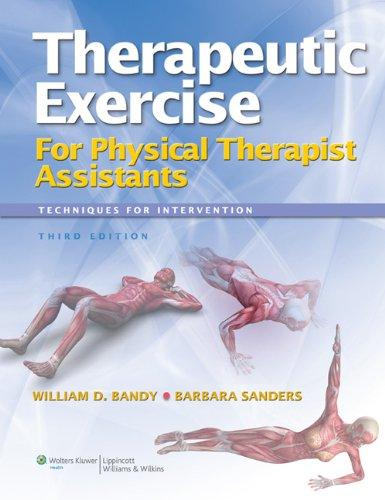 Therapeutic
Exercise
For Physical Therapist
Assistants
TECHNIQUES FOR INTERVENTION
THIRD EDITION
WILLIAM D. BANDY • BARBARA SANDERS
Wolters Kluwer
Health
Lippincott
Williams & Wilkins